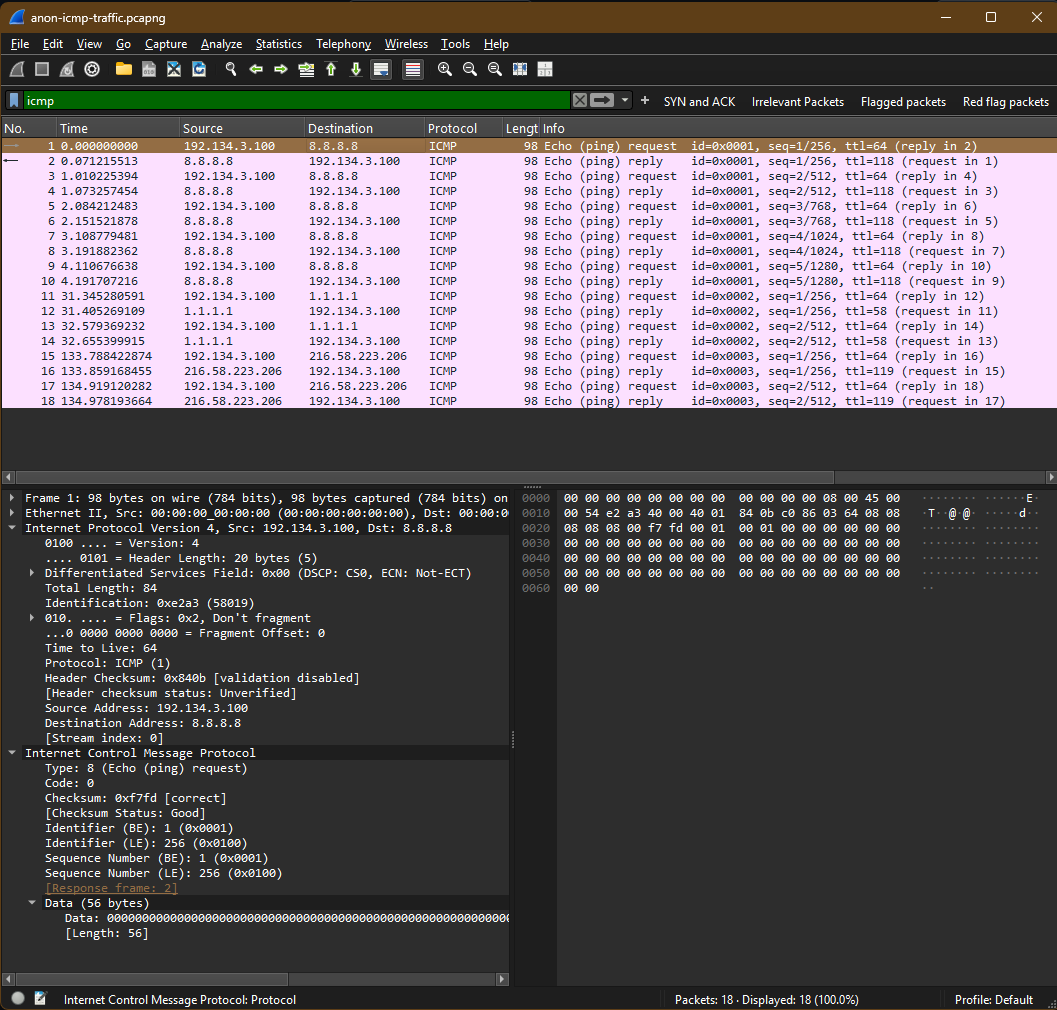 anon-icmp-traffic.pcapng
File Edit View Go Capture Analyze Statistics Telephony Wireless Tools Help
icmp + SYN and ACK Irrelevant Packets Flagged packets Red flag packets
No. Time Source Destination Protocol Lengt Info
1 0.000000000 192.134.3.100 8.8.8.8 ICMP 98 Echo (ping) request id=0x0001, seq=1/256, ttl=64 (reply in 2)
2 0.071215513 8.8.8.8 192.134.3.100 ICMP 98 Echo (ping) reply id=0x0001, seq=1/256, ttl=118 (request in 1)
3 1.010225394 192.134.3.100 8.8.8.8 ICMP 98 Echo (ping) request id=0x0001, seq=2/512, ttl=64 (reply in 4)
4 1.073257454 8.8.8.8 192.134.3.100 ICMP 98 Echo (ping) reply id=0x0001, seq=2/512, ttl=118 (request in 3)
5 2.084212483 192.134.3.100 8.8.8.8 ICMP 98 Echo (ping) request id=0x0001, seq=3/768, ttl=64 (reply in 6)
6 2.151521878 8.8.8.8 192.134.3.100 ICMP 98 Echo (ping) reply id=0x0001, seq=3/768, ttl=118 (request in 5)
7 3.108779481 192.134.3.100 8.8.8.8 ICMP 98 Echo (ping) request id=0x0001, seq=4/1024, ttl=64 (reply in 8)
8 3.191882362 8.8.8.8 192.134.3.100 ICMP 98 Echo (ping) reply id=0x0001, seq=4/1024, ttl=118 (request in 7)
9 4.110676638 192.134.3.100 8.8.8.8 ICMP 98 Echo (ping) request id=0x0001, seq=5/1280, ttl=64 (reply in 10)
10 4.191707216 8.8.8.8 192.134.3.100 ICMP 98 Echo (ping) reply id=0x0001, seq=5/1280, ttl=118 (request in 9)
11 31.345280591 192.134.3.100 1.1.1.1 ICMP 98 Echo (ping) request id=0x0002, seq=1/256, ttl=64 (reply in 12)
12 31.405269109 1.1.1.1 192.134.3.100 ICMP 98 Echo (ping) reply id=0x0002, seq=1/256, ttl=58 (request in 11)
13 32.579369232 192.134.3.100 1.1.1.1 ICMP 98 Echo (ping) request id=0x0002, seq=2/512, ttl=64 (reply in 14)
14 32.655399915 1.1.1.1 192.134.3.100 ICMP 98 Echo (ping) reply id=0x0002, seq=2/512, ttl=58 (request in 13)
15 133.788422874 192.134.3.100 216.58.223.206 ICMP 98 Echo (ping) request id=0x0003, seq=1/256, ttl=64 (reply in 16)
16 133.859168455 216.58.223.206 192.134.3.100 ICMP 98 Echo (ping) reply id=0x0003, seq=1/256, ttl=119 (request in 15)
17 134.919120282 192.134.3.100 216.58.223.206 ICMP 98 Echo (ping) request id=0x0003, seq=2/512, ttl=64 (reply in 18)
18 134.978193664 216.58.223.206 192.134.3.100 ICMP 98 Echo (ping) reply id=0x0003, seq=2/512, ttl=119 (request in 17)
Frame 1: 98 bytes on wire (784 bits), 98 bytes captured (784 bits) on
Ethernet II, Src: 00:00:00_00:00:00 (00:00:00:00:00:00), Dst: 00:00:0
Internet Protocol Version 4, Src: 192.134.3.100, Dst: 8.8.8.8
0100 .... = Version: 4
.... 0101 = Header Length: 20 bytes (5)
Differentiated Services Field: 0x00 (DSCP: CS0, ECN: Not-ECT)
Total Length: 84
Identification: 0xe2a3 (58019)
010. .... = Flags: 0x2, Don't fragment
...0 0000 0000 0000 = Fragment Offset: 0
Time to Live: 64
Protocol: ICMP (1)
Header Checksum: 0x840b [validation disabled]
[Header checksum status: Unverified]
Source Address: 192.134.3.100
Destination Address: 8.8.8.8
[Stream index: 0]
Internet Control Message Protocol
Type: 8 (Echo (ping) request)
Code: 0
Checksum: 0xf7fd [correct]
[Checksum Status: Good]
Identifier (BE): 1 (0x0001)
Identifier (LE): 256 (0x0100)
Sequence Number (BE): 1 (0x0001)
Sequence Number (LE): 256 (0x0100)
[Response frame: 2]
Data (56 bytes)
Data: 000000000000000000000000000000000000000000000000000000000
[Length: 56]
0000 00 00 00 00 00 00 00 00 00 00 00 00 08 00 45 00 ········ ······E·
0010 00 54 e2 a3 40 00 40 01 84 0b c0 86 03 64 08 08 ·T··@·@· ·····d··
0020 08 08 08 00 f7 fd 00 01 00 01 00 00 00 00 00 00 ········ ········
0030 00 00 00 00 00 00 00 00 00 00 00 00 00 00 00 00 ········ ········
0040 00 00 00 00 00 00 00 00 00 00 00 00 00 00 00 00 ········ ········
0050 00 00 00 00 00 00 00 00 00 00 00 00 00 00 00 00 ········ ········
0060 00 00 ··
Internet Control Message Protocol: Protocol
Packets: 18 · Displayed: 18 (100.0%)
Profile: Default